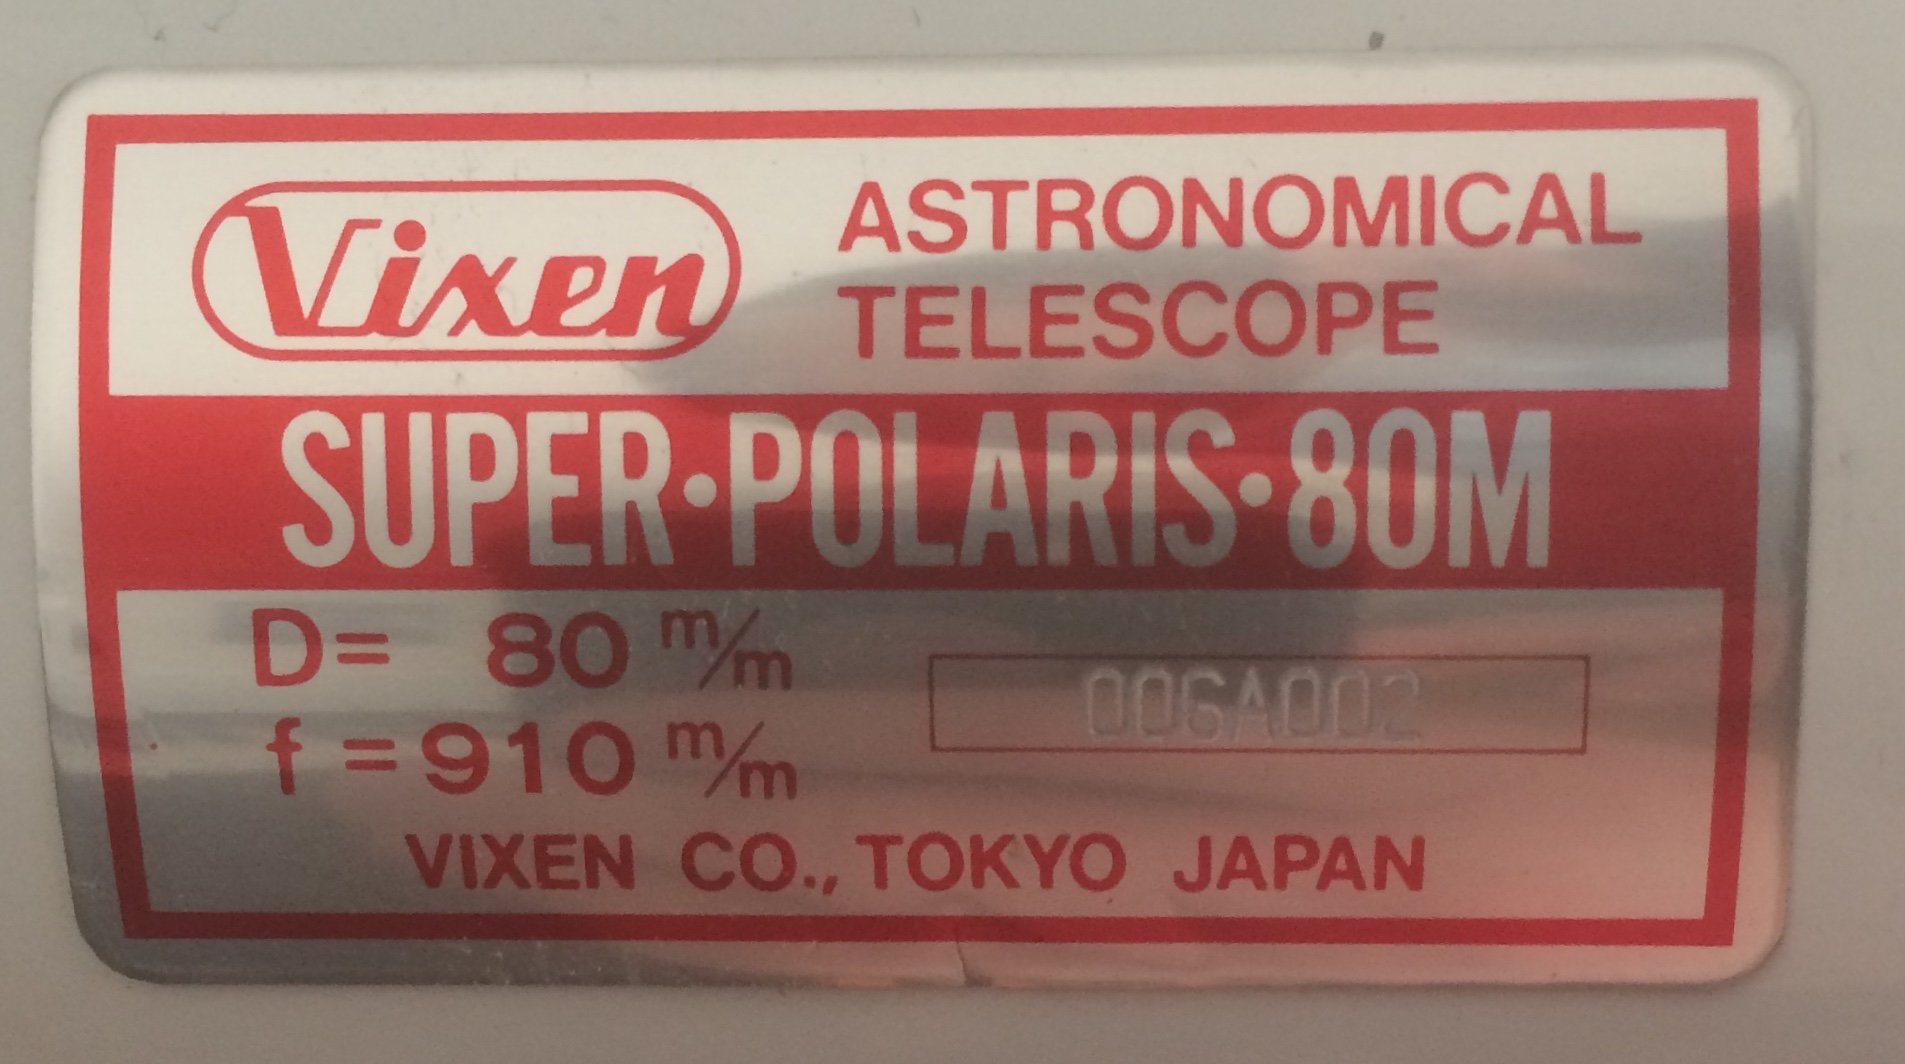 Vixen
ASTRONOMICAL
TELESCOPE
SUPER•POLARIS•80M
D= 80 m/m
f =910 m/m
006A002
VIXEN CO., TOKYO JAPAN